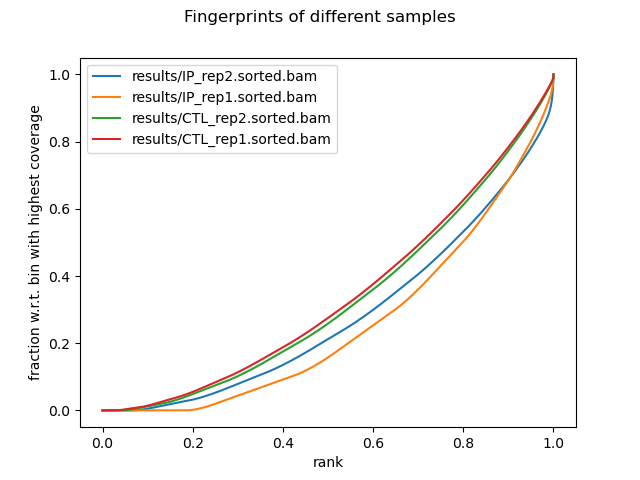 Fingerprints of different samples
results/IP_rep2.sorted.bam
results/IP_rep1.sorted.bam
results/CTL_rep2.sorted.bam
results/CTL_rep1.sorted.bam
fraction w.r.t. bin with highest coverage
1.0
0.8
0.6
0.4
0.2
0.0
0.0 0.2 0.4 0.6 0.8 1.0
rank